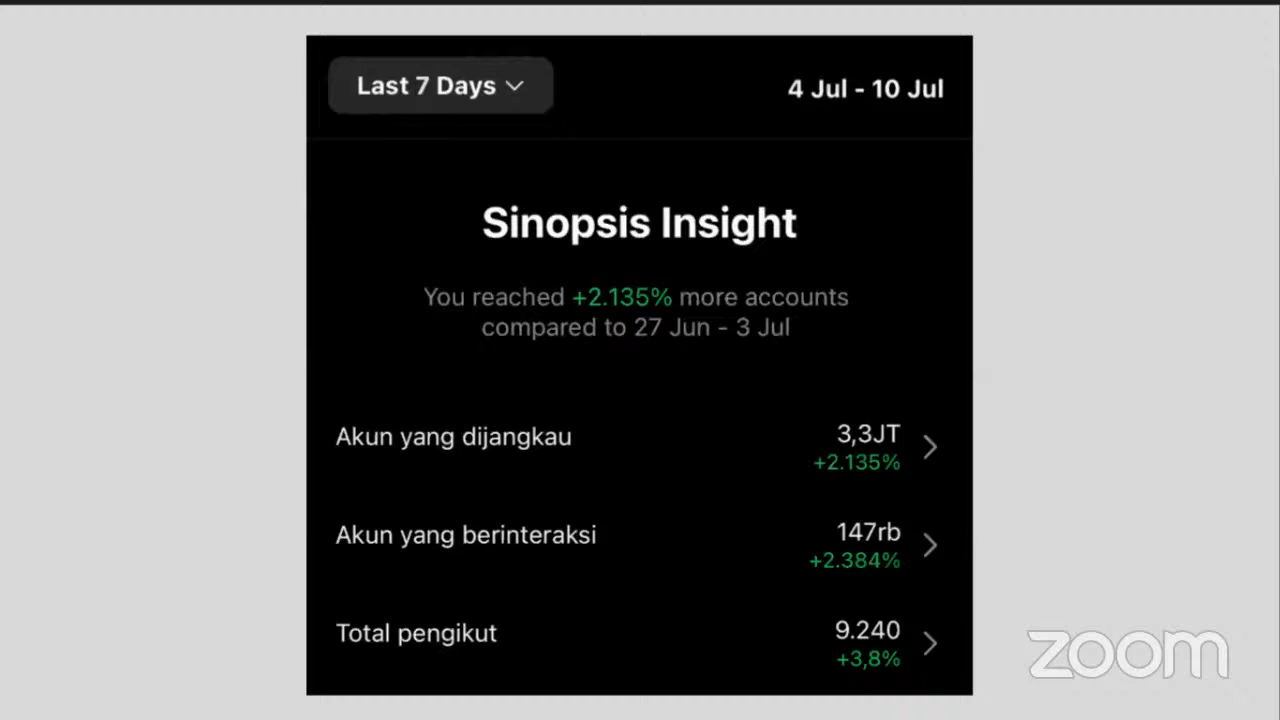 Last 7 Days
4 Jul - 10 Jul
Sinopsis Insight
You reached +2.135% more accounts
compared to 27 Jun - 3 Jul
Akun yang dijangkau
3,3JT
+2.135%
Akun yang berinteraksi
147rb
+2.384%
Total pengikut
9.240
+3,8%
zoom